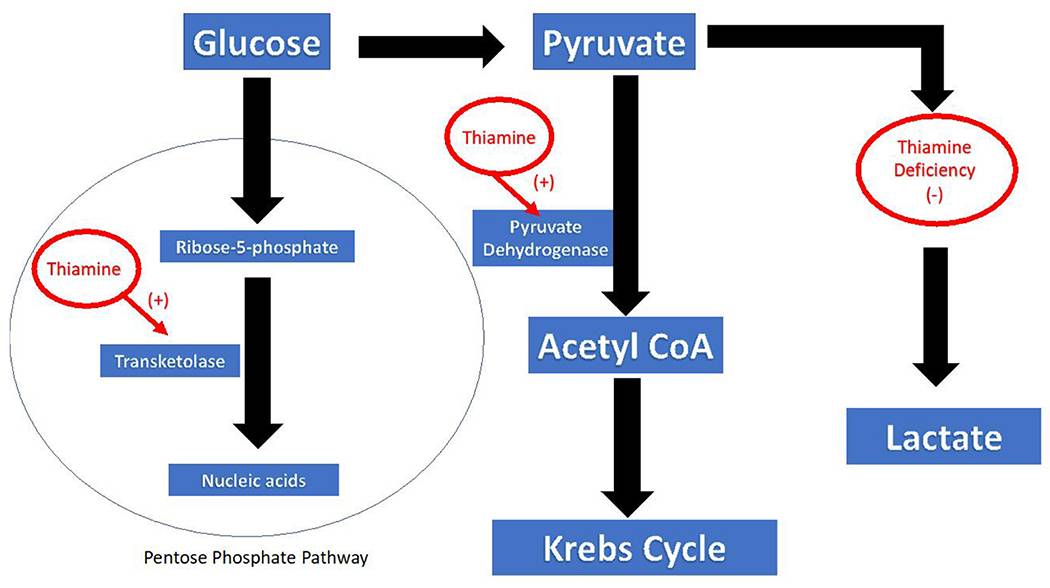 Glucose
Pyruvate
Thiamine
(+)
Thiamine
Deficiency
(-)
Pyruvate
Dehydrogenase
Ribose-5-phosphate
Thiamine
(+)
Transketolase
Acetyl CoA
Lactate
Nucleic acids
Krebs Cycle
Pentose Phosphate Pathway